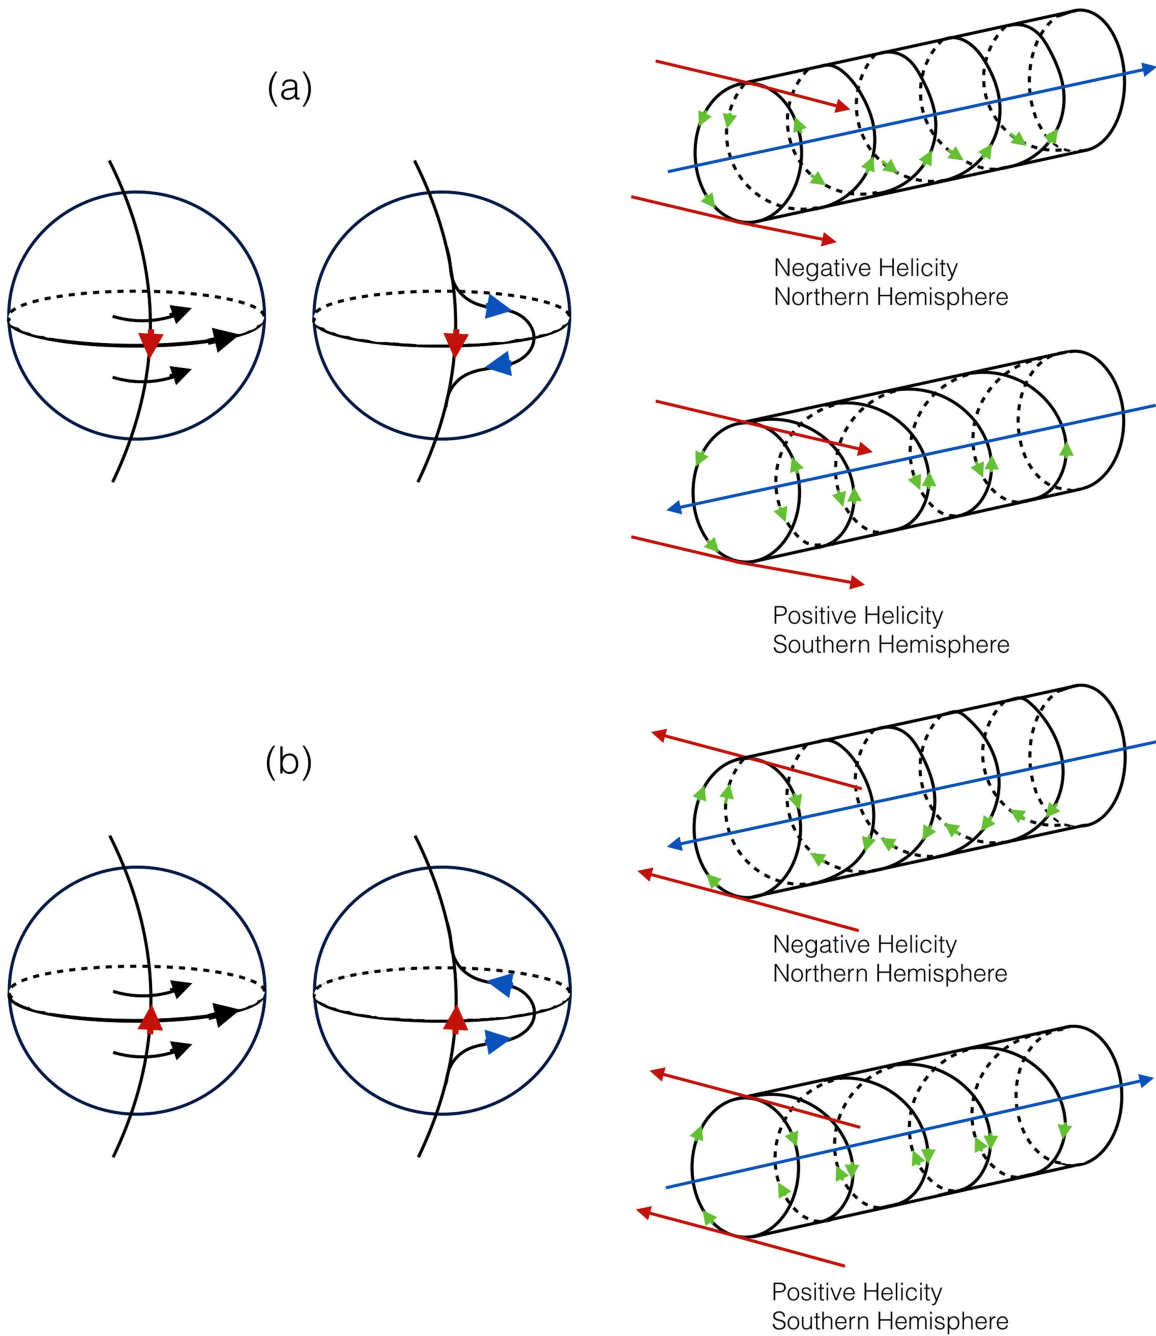 (a)
Negative Helicity
Northern Hemisphere
Positive Helicity
Southern Hemisphere
(b)
Negative Helicity
Northern Hemisphere
Positive Helicity
Southern Hemisphere